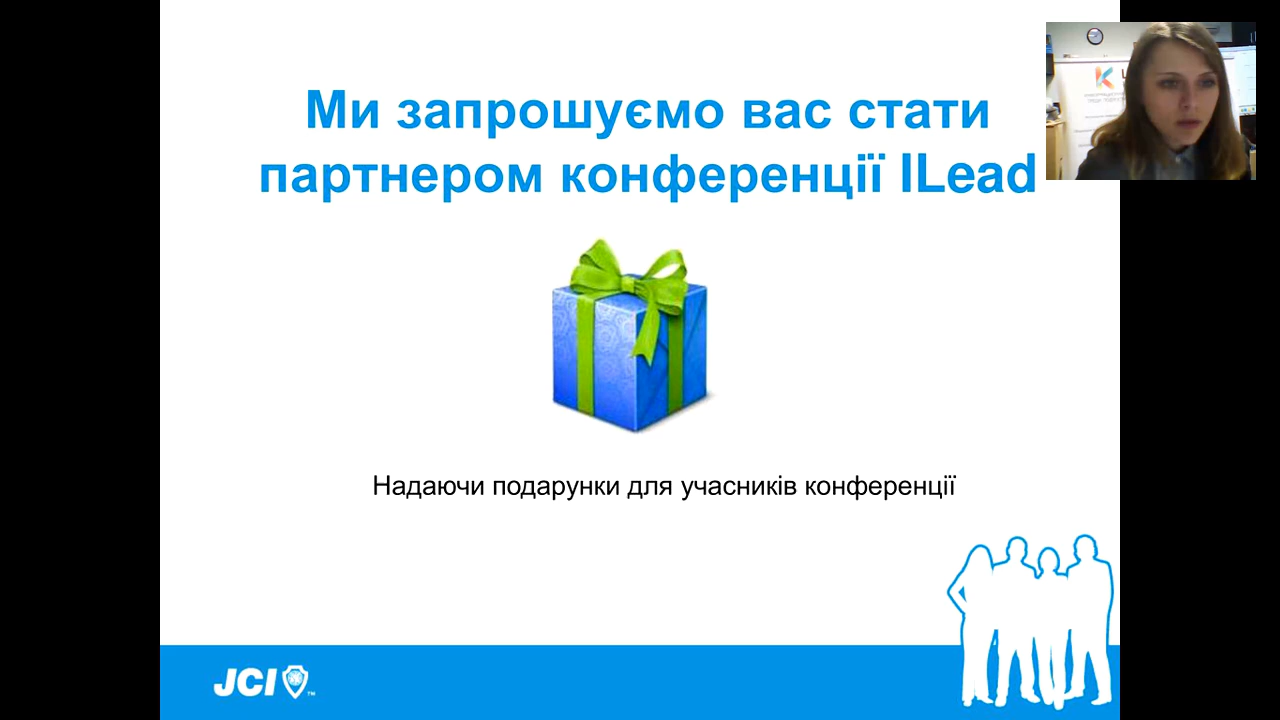 Ми запрошуємо вас стати
партнером конференції ILead
Надаючи подарунки для учасників конференції
JCI